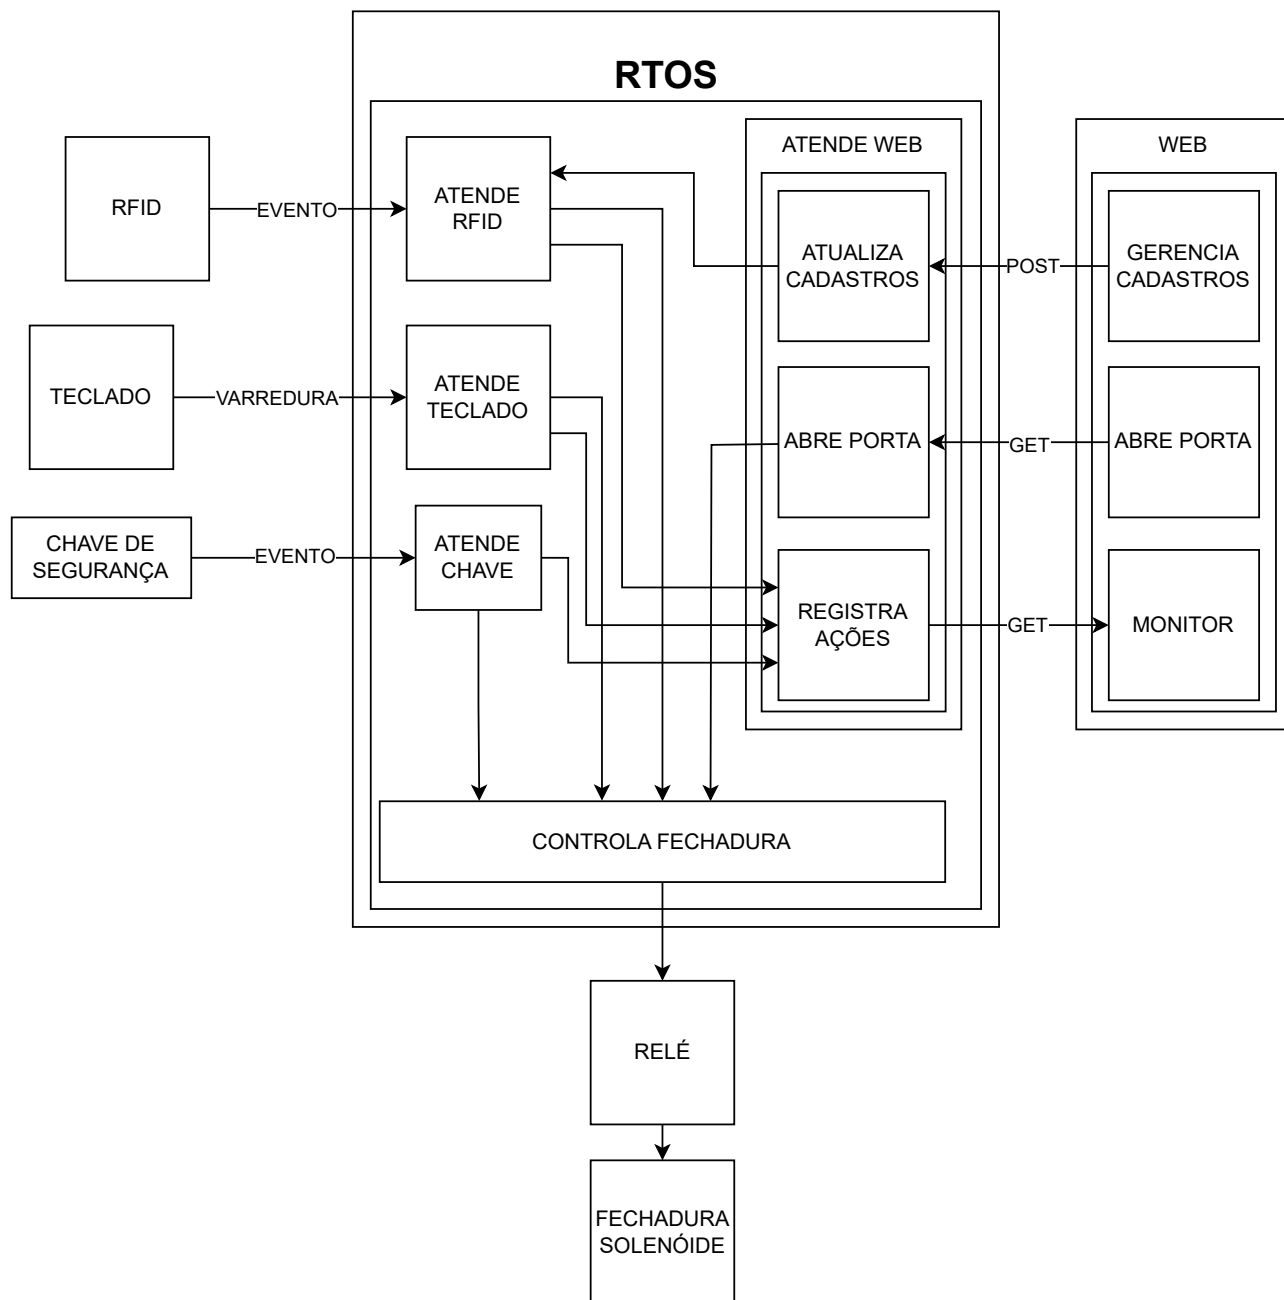 RTOS
ATENDE WEB
WEB
RFID
EVENTO
ATENDE
RFID
ATUALIZA
CADASTROS
POST
GERENCIA
CADASTROS
TECLADO
VARREDURA
ATENDE
TECLADO
ABRE PORTA
GET
ABRE PORTA
CHAVE DE
SEGURANÇA
EVENTO
ATENDE
CHAVE
REGISTRA
AÇÕES
GET
MONITOR
CONTROLA FECHADURA
RELÉ
FECHADURA
SOLENÓIDE